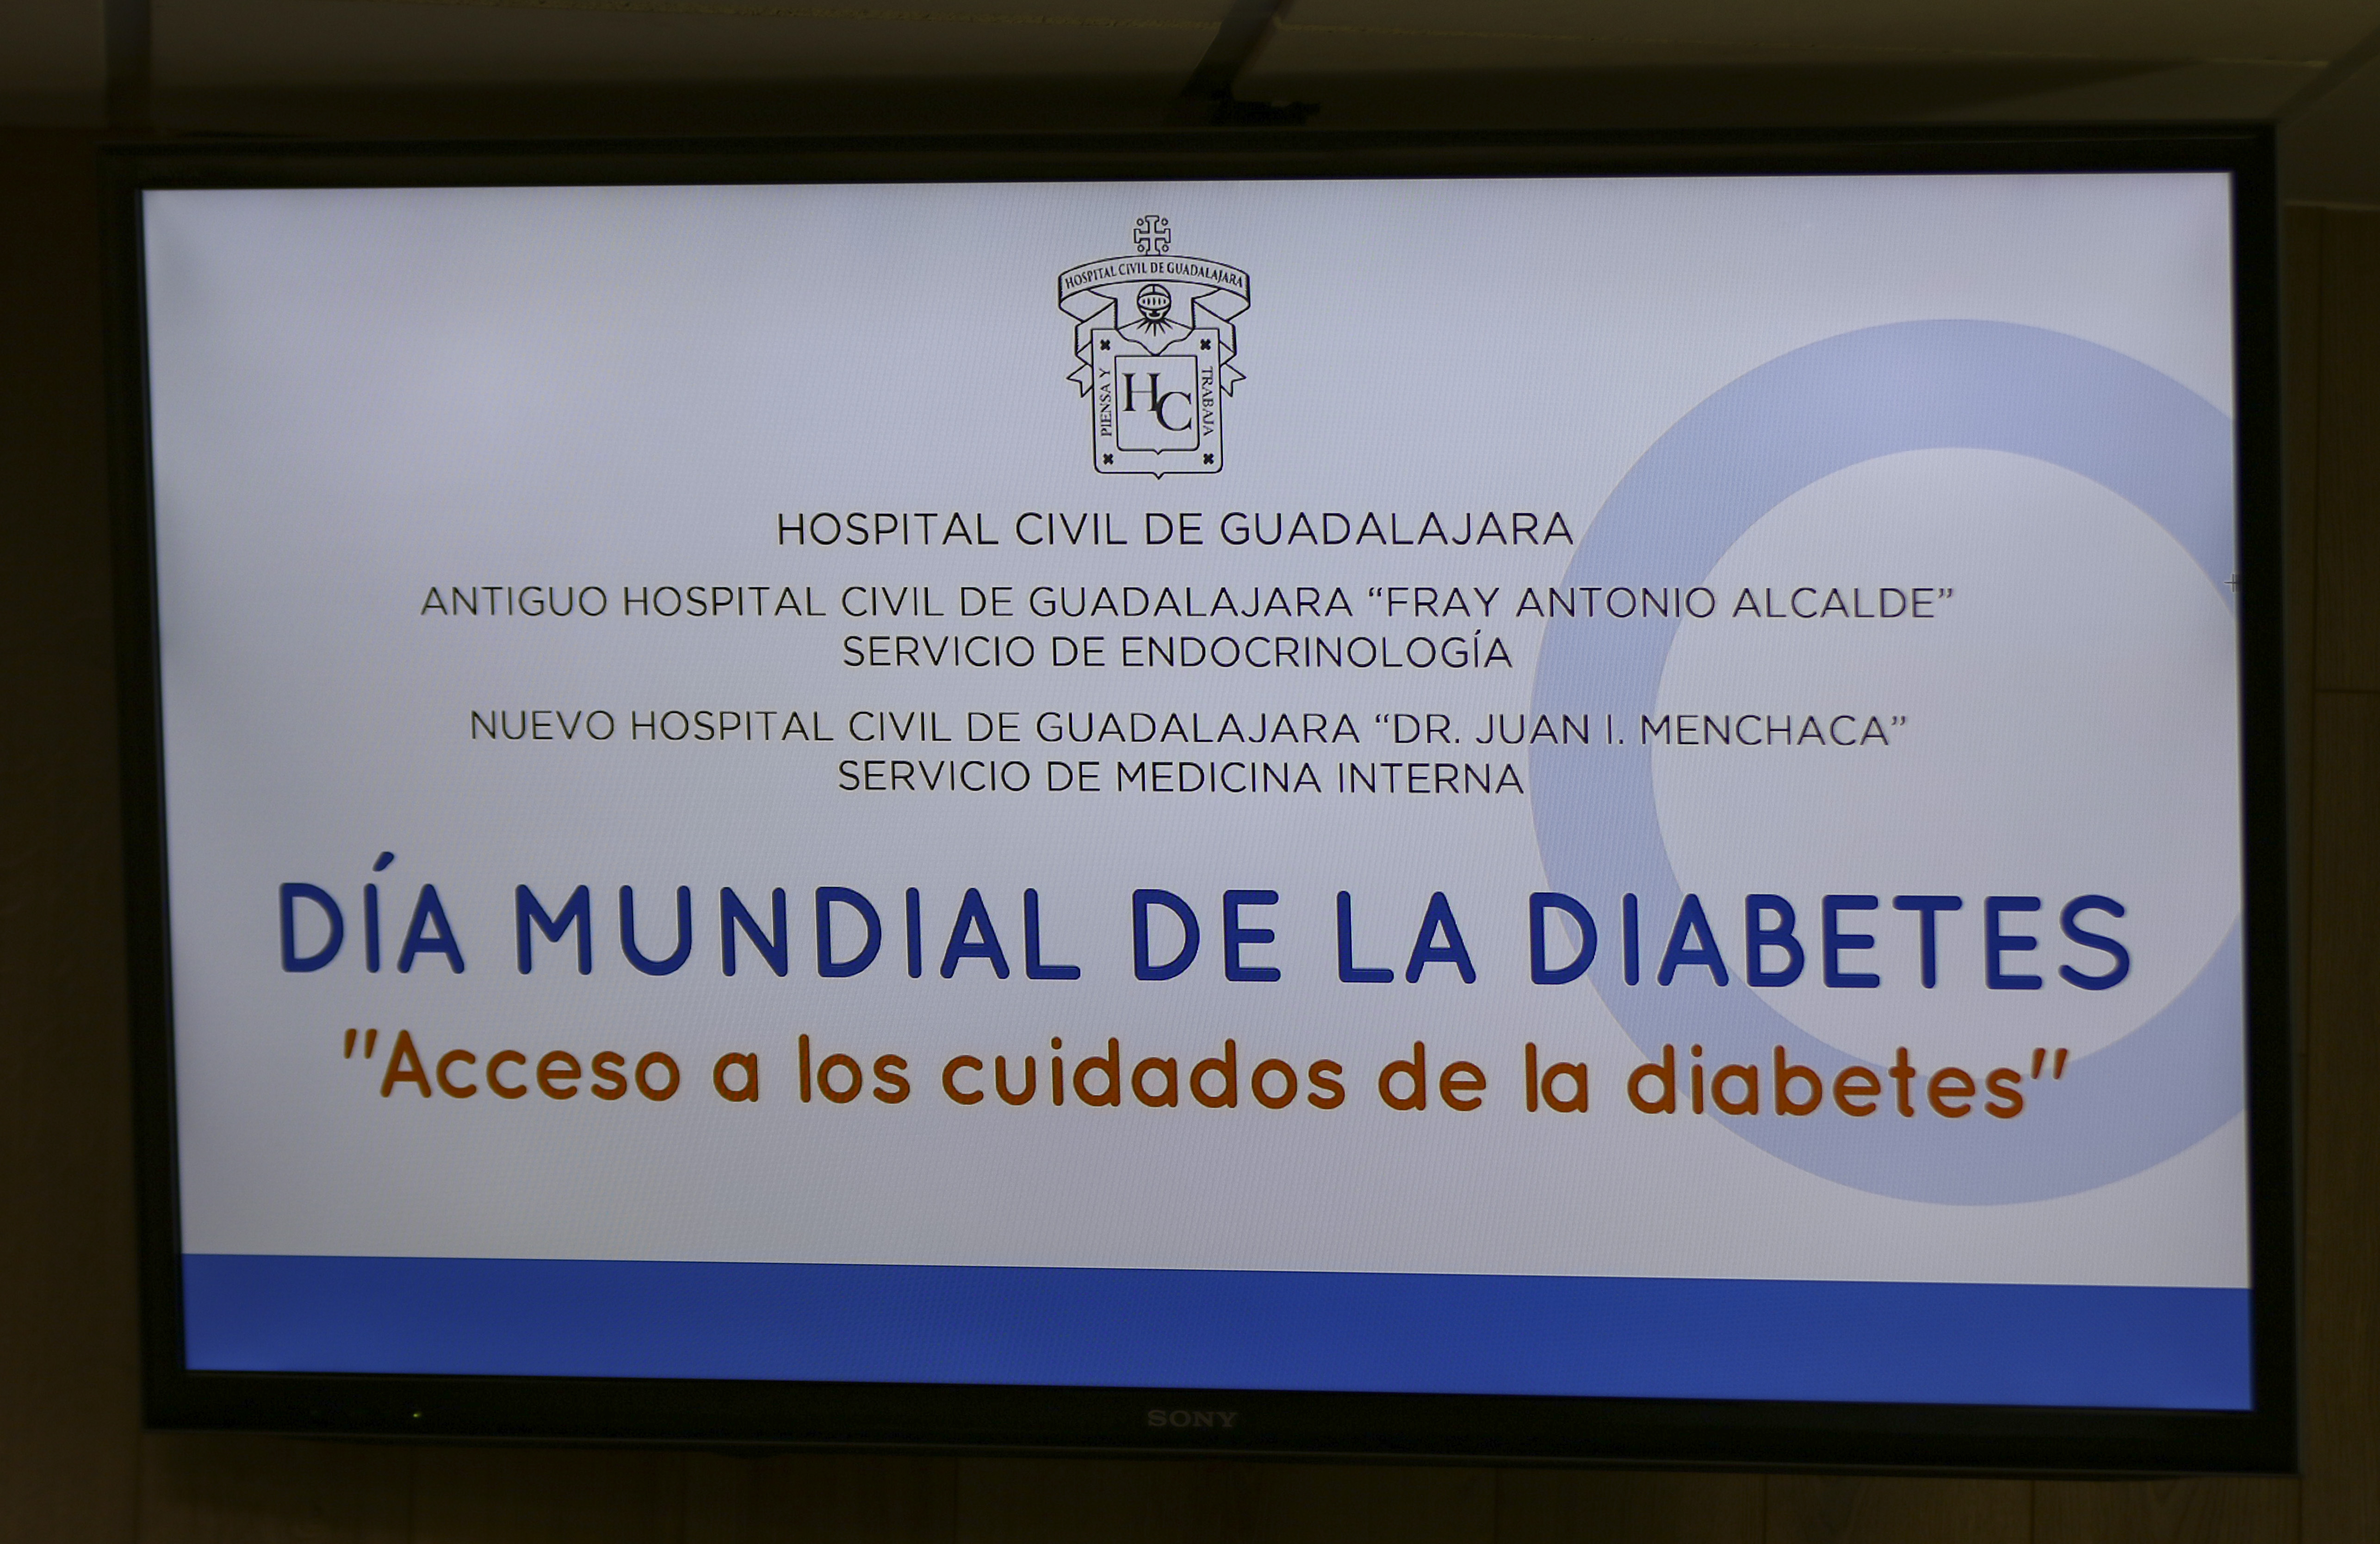 HOSPITAL CIVIL DE GUADALAJARA
PIENSA Y
HC
TRABAJA
HOSPITAL CIVIL DE GUADALAJARA
ANTIGUO HOSPITAL CIVIL DE GUADALAJARA “FRAY ANTONIO ALCALDE”
SERVICIO DE ENDOCRINOLOGÍA
NUEVO HOSPITAL CIVIL DE GUADALAJARA “DR. JUAN I. MENCHACA”
SERVICIO DE MEDICINA INTERNA
DÍA MUNDIAL DE LA DIABETES
"Acceso a los cuidados de la diabetes"
SONY